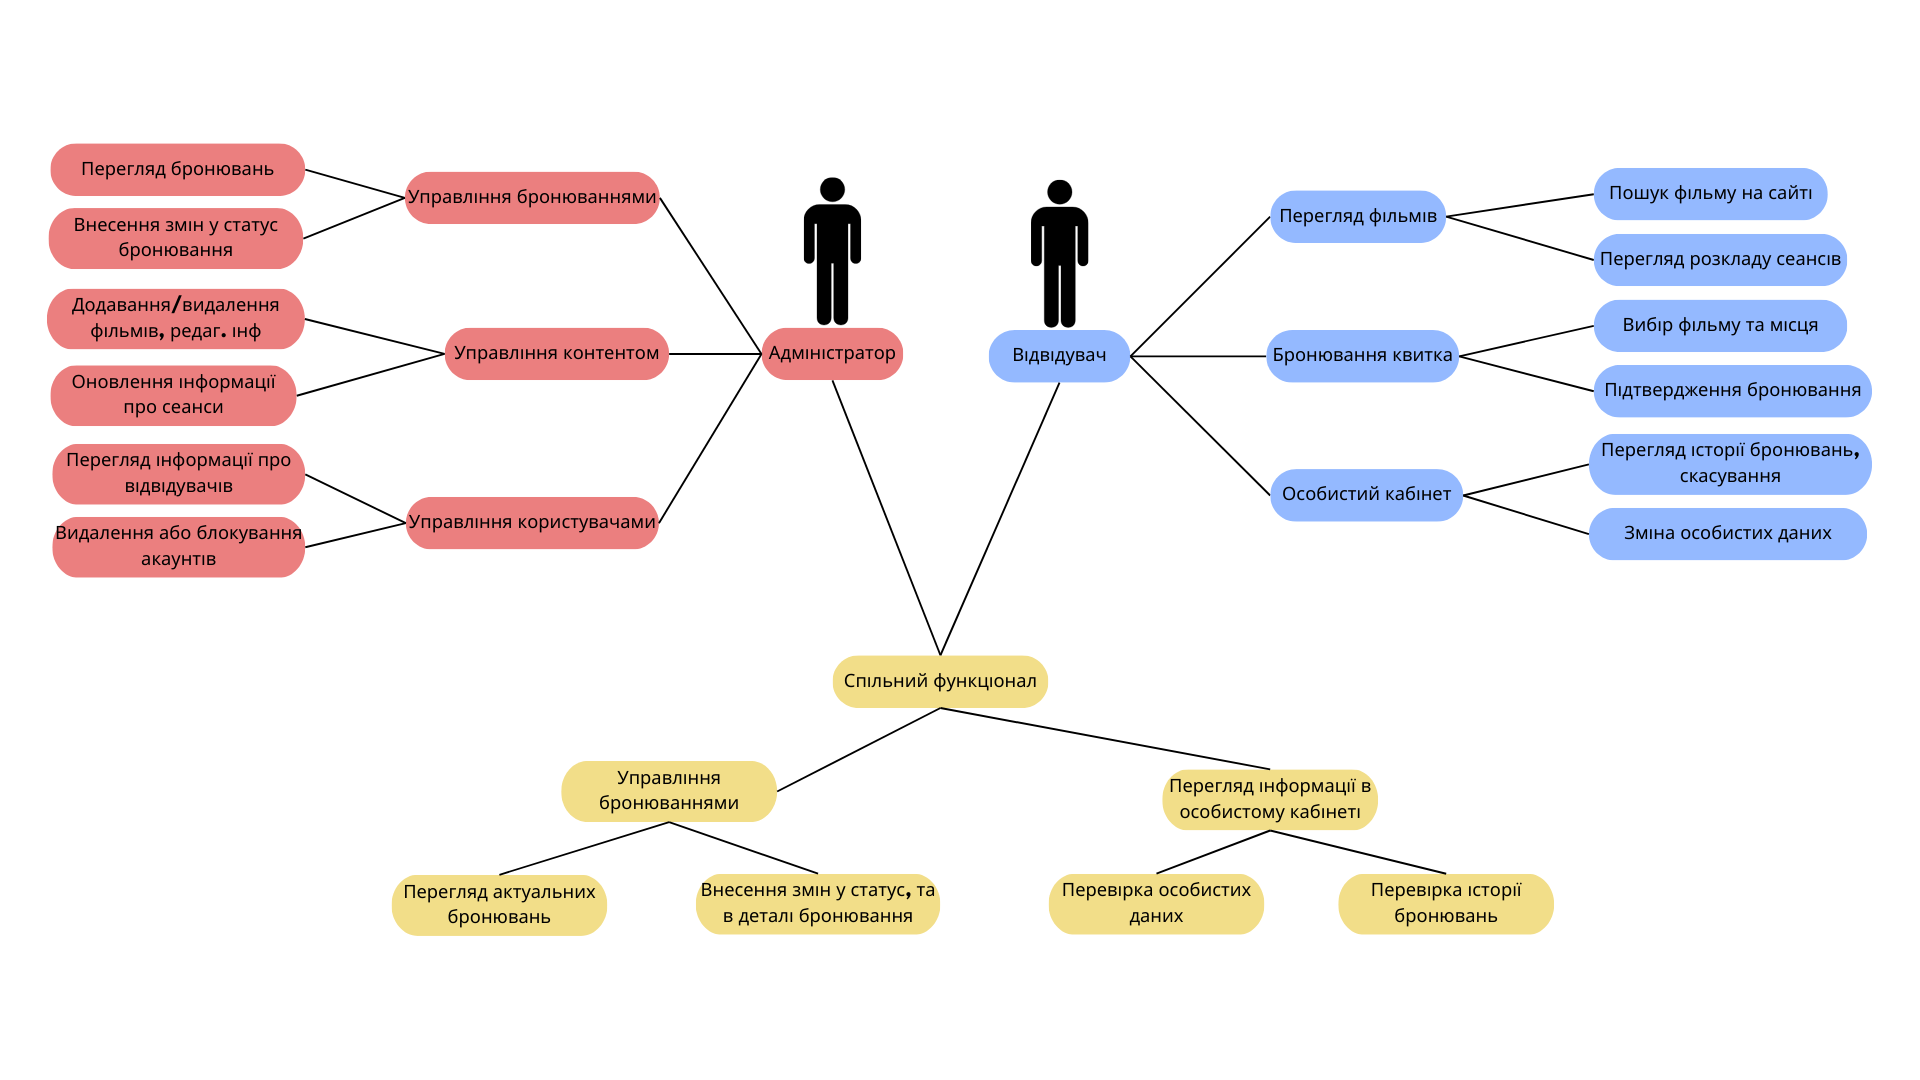 Перегляд бронювань
Внесення змін у статус
бронювання
Управління бронюваннями
Додавання/видалення
фільмів, редаг. інф
Оновлення інформації
про сеанси
Управління контентом
Перегляд інформації про
відвідувачів
Видалення або блокування
акаунтів
Управління користувачами
Адміністратор
Відвідувач
Перегляд фільмів
Пошук фільму на сайті
Перегляд розкладу сеансів
Бронювання квитка
Вибір фільму та місця
Підтвердження бронювання
Особистий кабінет
Перегляд історії бронювань,
скасування
Зміна особистих даних
Спільний функціонал
Управління
бронюваннями
Перегляд інформації в
особистому кабінеті
Перегляд актуальних
бронювань
Внесення змін у статус, та
в деталі бронювання
Перевірка особистих
даних
Перевірка історії
бронювань